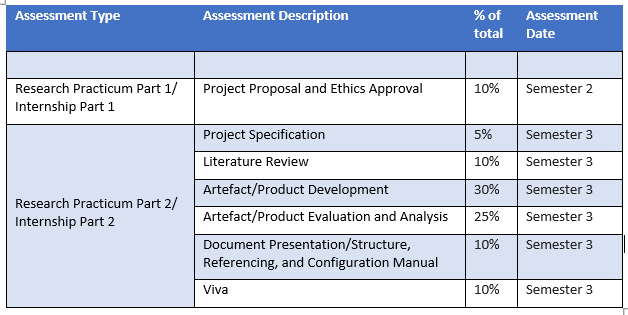 Assessment Type Assessment Description % of total Assessment Date
Research Practicum Part 1/ Internship Part 1 Project Proposal and Ethics Approval 10% Semester 2
Research Practicum Part 2/ Internship Part 2
Project Specification 5% Semester 3
Literature Review 10% Semester 3
Artefact/Product Development 30% Semester 3
Artefact/Product Evaluation and Analysis 25% Semester 3
Document Presentation/Structure, Referencing, and Configuration Manual 10% Semester 3
Viva 10% Semester 3